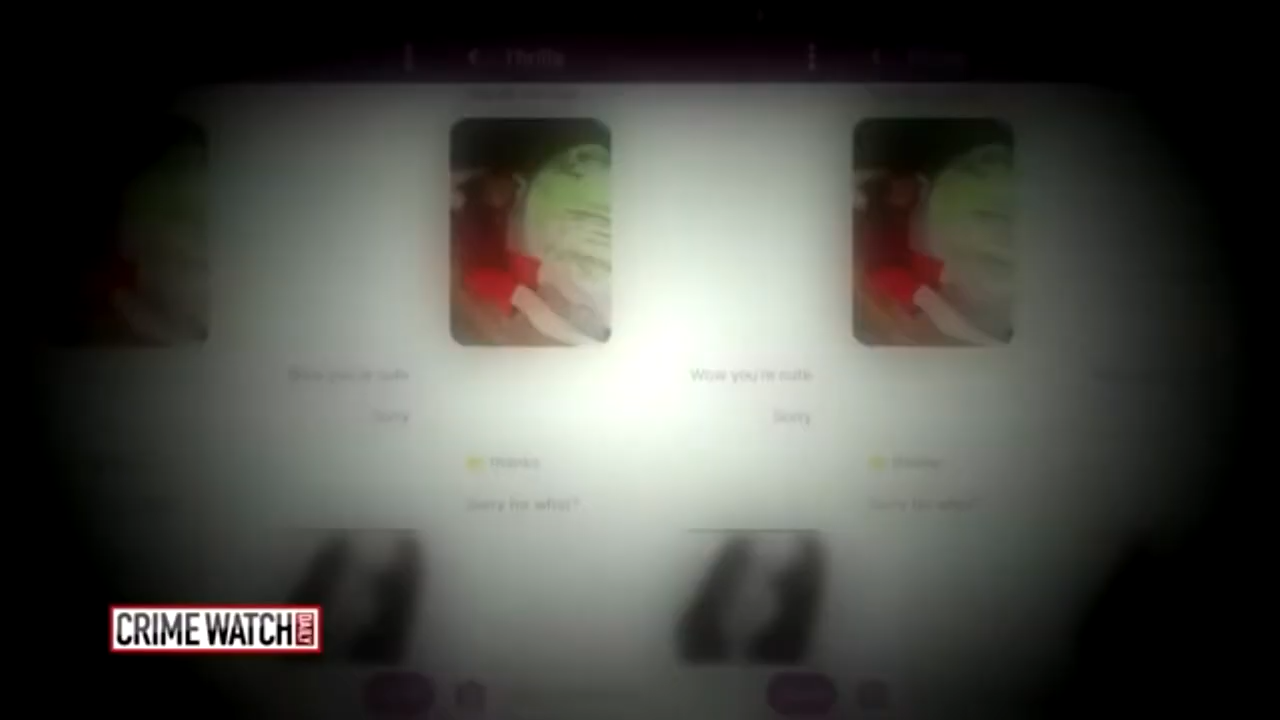 Thrills
Wow you're cute
Wow you're cute
Sorry
Sorry
thanks
thanks
Sorry for what?
Sorry for what?
CRIME WATCH DAILY